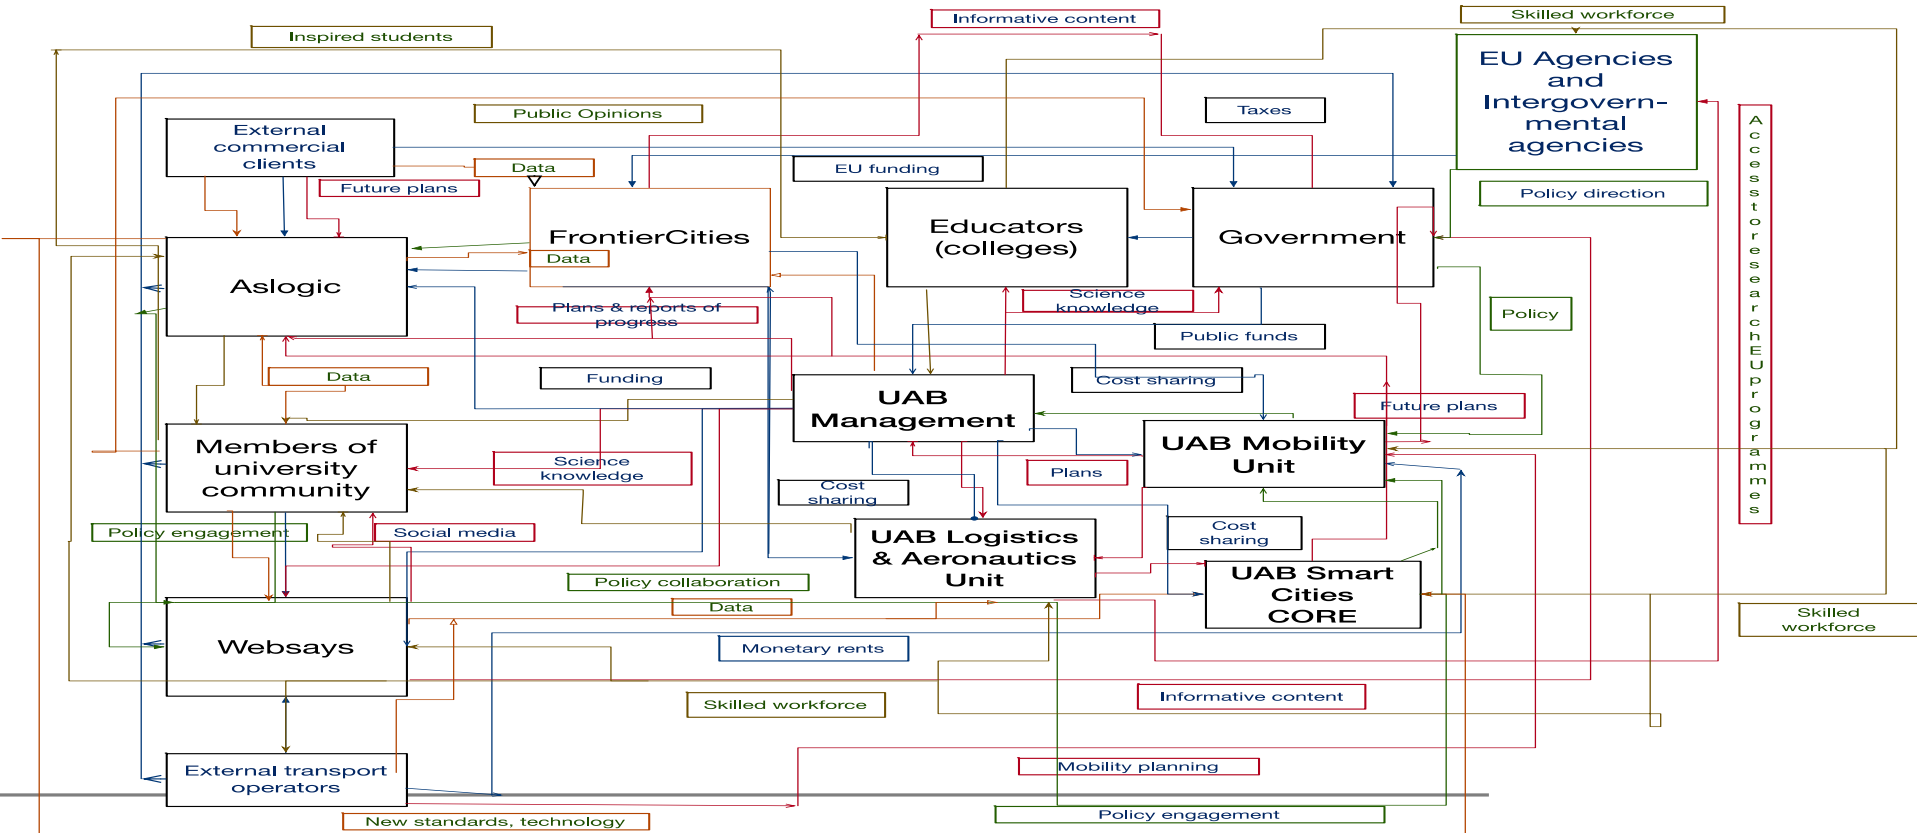 Informative content
Skilled workforce
Inspired students
EU Agencies
and
Intergovern-
mental
agencies
Public Opinions
Taxes
External
commercial
clients
Data
EU funding
Future plans
Policy direction
AccesstoresearchEUprogrammes
FrontierCities
Educators
(colleges)
Government
Data
Aslogic
Plans & reports of
progress
Science
knowledge
Policy
Public funds
Data
Funding
Cost sharing
UAB
Management
Future plans
Members of
university
community
UAB Mobility
Unit
Science
knowledge
Plans
Cost
sharing
Policy engagement
Social media
UAB Logistics
& Aeronautics
Unit
Cost
sharing
Policy collaboration
UAB Smart
Cities
CORE
Data
Skilled
workforce
Websays
Monetary rents
Informative content
Skilled workforce
External transport
operators
Mobility planning
New standards, technology
Policy engagement